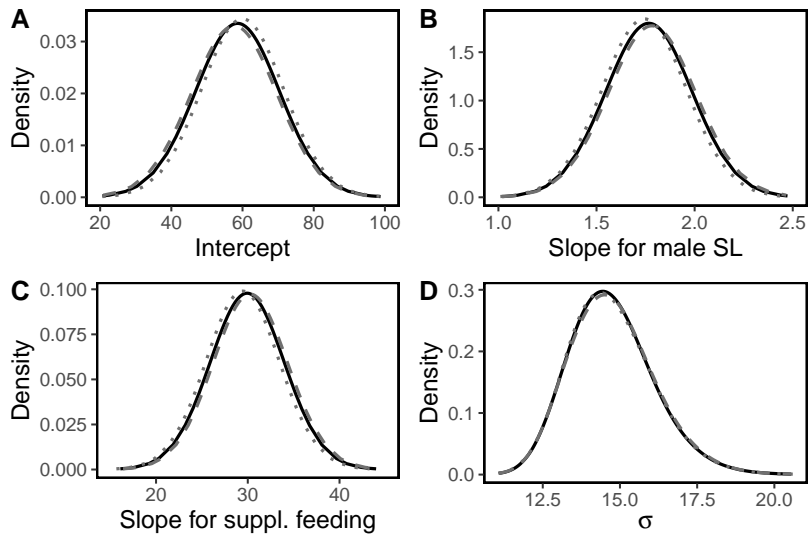 A
Density
0.03
0.02
0.01
0.00
20 40 60 80 100
Intercept
B
Density
1.5
1.0
0.5
0.0
1.0 1.5 2.0 2.5
Slope for male SL
C
Density
0.100
0.075
0.050
0.025
0.000
20 30 40
Slope for suppl. feeding
D
Density
0.3
0.2
0.1
0.0
12.5 15.0 17.5 20.0
σ